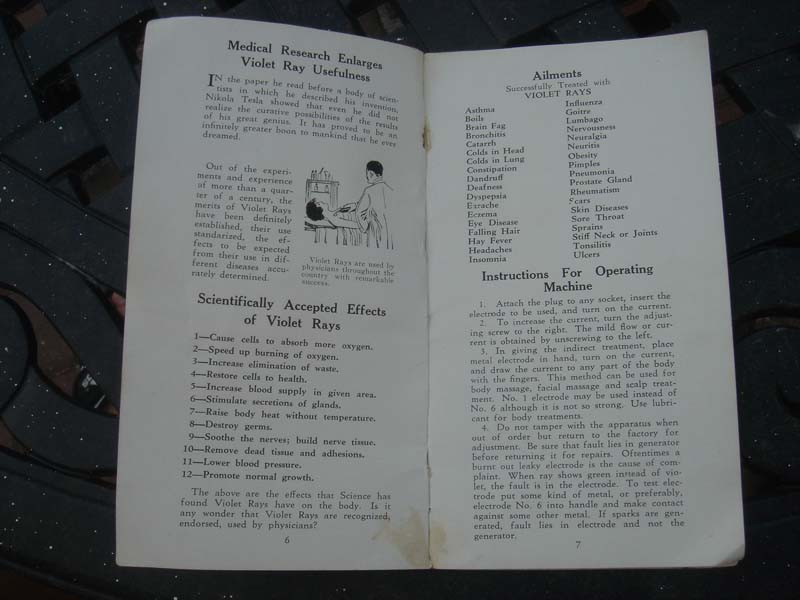 Medical Research Enlarges
Violet Ray Usefulness
IN the paper he read before a body of scien-
tists in which he described his invention,
Nikola Tesla showed that even he did not
realize the curative possibilities of the results
of his great genius. It has proved to be an
infinitely greater boon to mankind that he ever
dreamed.
Out of the experi-
ments and experience
of more than a quar-
ter of a century, the
merits of Violet Rays
have been definitely
established, their use
standarized, the ef-
fects to be expected
from their use in dif-
ferent diseases accu-
rately determined.
Violet Rays are used by
physicians throughout the
country with remarkable
success.
Scientifically Accepted Effects
of Violet Rays
1—Cause cells to absorb more oxygen.
2—Speed up burning of oxygen.
3—Increase elimination of waste.
4—Restore cells to health.
5—Increase blood supply in given area.
6—Stimulate secretions of glands.
7—Raise body heat without temperature.
8—Destroy germs.
9—Soothe the nerves; build nerve tissue.
10—Remove dead tissue and adhesions.
11—Lower blood pressure.
12—Promote normal growth.
The above are the effects that Science has
found Violet Rays have on the body. Is it
any wonder that Violet Rays are recognized,
endorsed, used by physicians?
6
Ailments
Successfully Treated with
VIOLET RAYS
Asthma
Boils
Brain Fag
Bronchitis
Catarrh
Colds in Head
Colds in Lung
Constipation
Dandruff
Deafness
Dyspepsia
Earache
Eczema
Eye Disease
Falling Hair
Hay Fever
Headaches
Insomnia
Influenza
Goitre
Lumbago
Nervousness
Neuralgia
Neuritis
Obesity
Pimples
Pneumonia
Prostate Gland
Rheumatism
Scars
Skin Diseases
Sore Throat
Sprains
Stiff Neck or Joints
Tonsilitis
Ulcers
Instructions For Operating
Machine
1. Attach the plug to any socket, insert the
electrode to be used, and turn on the current.
2. To increase the current, turn the adjust-
ing screw to the right. The mild flow or cur-
rent is obtained by unscrewing to the left.
3. In giving the indirect treatment, place
metal electrode in hand, turn on the current,
and draw the current to any part of the body
with the fingers. This method can be used for
body massage, facial massage and scalp treat-
ment. No. 1 electrode may be used instead of
No. 6 although it is not so strong. Use lubri-
cant for body treatments.
4. Do not tamper with the apparatus when
out of order but return to the factory for
adjustment. Be sure that fault lies in generator
before returning it for repairs. Oftentimes a
burnt out leaky electrode is the cause of com-
plaint. When ray shows green instead of vio-
let, the fault is in the electrode. To test elec-
trode put some kind of metal, or preferably,
electrode No. 6 into handle and make contact
against some other metal. If sparks are gen-
erated, fault lies in electrode and not the
generator.
7